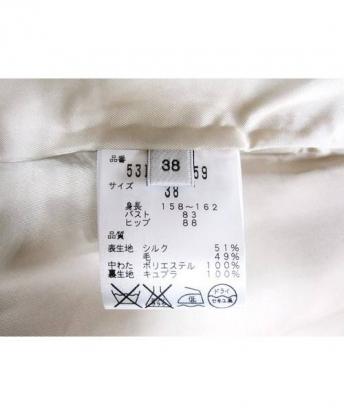 品番
38
531 59
サイズ
38
身長 158～162
バスト 83
ヒップ 88
品質
表生地 シルク 51%
毛 49%
中わた ポリエステル 100%
裏生地 キュプラ 100%
ドライ
セキユ系